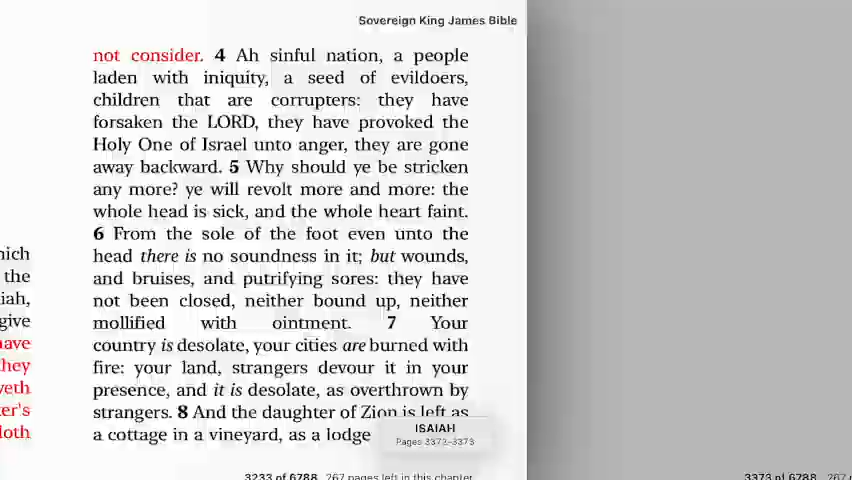 Sovereign King James Bible
not consider. 4 Ah sinful nation, a people
laden with iniquity, a seed of evildoers,
children that are corrupters: they have
forsaken the LORD, they have provoked the
Holy One of Israel unto anger, they are gone
away backward. 5 Why should ye be stricken
any more? ye will revolt more and more: the
whole head is sick, and the whole heart faint.
6 From the sole of the foot even unto the
head there is no soundness in it; but wounds,
and bruises, and putrifying sores: they have
not been closed, neither bound up, neither
mollified with ointment. 7 Your
country is desolate, your cities are burned with
fire: your land, strangers devour it in your
presence, and it is desolate, as overthrown by
strangers. 8 And the daughter of Zion is left as
a cottage in a vineyard, as a lodge
the
iah,
give
ISAIAH
Pages 3373-3373
3233 of 6788 267 pages left in this chapter
3373 of 6788 267